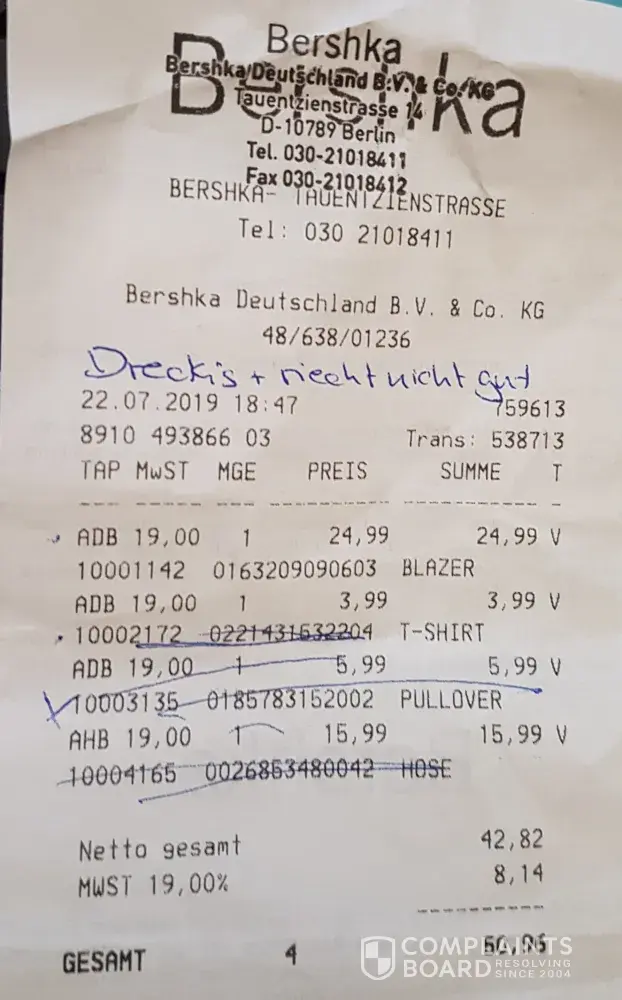 Bershka
Bershka
Bershka Deutschland B.V. & Co. KG
Tauentzienstrasse 14
D-10789 Berlin
Tel. 030-21018411
Fax 030-21018412
BERSHKA- TAUENTZIENSTRASSE
Tel: 030 21018411
Bershka Deutschland B.V. & Co. KG
48/638/01236
Dreckis + riecht nicht gut
22.07.2019 18:47 759613
8910 493866 03 Trans: 538713
TAP MwST MGE PREIS SUMME T
ADB 19,00 1 24,99 24,99 V
10001142 0163209090603 BLAZER
ADB 19,00 1 3,99 3,99 V
10002172 0221431632204 T-SHIRT
ADB 19,00 1 5,99 5,99 V
10003135 0185783152002 PULLOVER
AHB 19,00 1 15,99 15,99 V
10004165 0026853480042 HOSE
Netto gesamt 42,82
MWST 19,00% 8,14
GESAMT 4 50,96
COMPLAINTS
BOARD RESOLVING
SINCE 2004